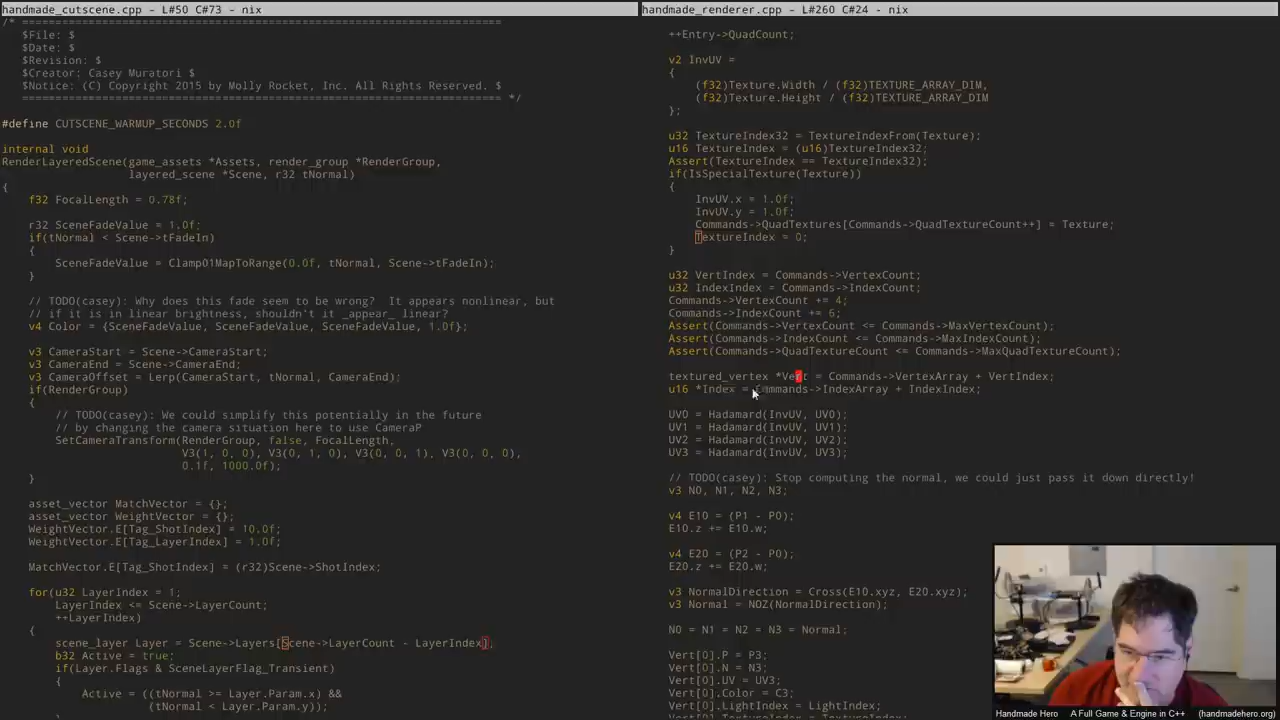 handmade_cutscene.cpp - L#50 C#73 - nix
/* ========================================================================
$File: $
$Date: $
$Revision: $
$Creator: Casey Muratori $
$Notice: (C) Copyright 2015 by Molly Rocket, Inc. All Rights Reserved. $
======================================================================== */
#define CUTSCENE_WARMUP_SECONDS 2.0f
internal void
RenderLayeredScene(game_assets *Assets, render_group *RenderGroup,
layered_scene *Scene, r32 tNormal)
{
f32 FocalLength = 0.78f;
r32 SceneFadeValue = 1.0f;
if(tNormal < Scene->tFadeIn)
{
SceneFadeValue = Clamp01MapToRange(0.0f, tNormal, Scene->tFadeIn);
}
// TODO(casey): Why does this fade seem to be wrong?  It appears nonlinear, but
// if it is in linear brightness, shouldn't it _appear_ linear?
v4 Color = {SceneFadeValue, SceneFadeValue, SceneFadeValue, 1.0f};
v3 CameraStart = Scene->CameraStart;
v3 CameraEnd = Scene->CameraEnd;
v3 CameraOffset = Lerp(CameraStart, tNormal, CameraEnd);
if(RenderGroup)
{
// TODO(casey): We could simplify this potentially in the future
// by changing the camera situation here to use CameraP
SetCameraTransform(RenderGroup, false, FocalLength,
V3(1, 0, 0), V3(0, 1, 0), V3(0, 0, 1), V3(0, 0, 0),
0.1f, 1000.0f);
}
asset_vector MatchVector = {};
asset_vector WeightVector = {};
WeightVector.E[Tag_ShotIndex] = 10.0f;
WeightVector.E[Tag_LayerIndex] = 1.0f;
MatchVector.E[Tag_ShotIndex] = (r32)Scene->ShotIndex;
for(u32 LayerIndex = 1;
LayerIndex <= Scene->LayerCount;
++LayerIndex)
{
scene_layer Layer = Scene->Layers[Scene->LayerCount - LayerIndex];
b32 Active = true;
if(Layer.Flags & SceneLayerFlag_Transient)
{
Active = ((tNormal >= Layer.Param.x) &&
(tNormal < Layer.Param.y));
handmade_renderer.cpp - L#260 C#24 - nix
++Entry->QuadCount;
v2 InvUV =
{
(f32)Texture.Width / (f32)TEXTURE_ARRAY_DIM,
(f32)Texture.Height / (f32)TEXTURE_ARRAY_DIM
};
u32 TextureIndex32 = TextureIndexFrom(Texture);
u16 TextureIndex = (u16)TextureIndex32;
Assert(TextureIndex == TextureIndex32);
if(IsSpecialTexture(Texture))
{
InvUV.x = 1.0f;
InvUV.y = 1.0f;
Commands->QuadTextures[Commands->QuadTextureCount++] = Texture;
TextureIndex = 0;
}
u32 VertIndex = Commands->VertexCount;
u32 IndexIndex = Commands->IndexCount;
Commands->VertexCount += 4;
Commands->IndexCount += 6;
Assert(Commands->VertexCount <= Commands->MaxVertexCount);
Assert(Commands->IndexCount <= Commands->MaxIndexCount);
Assert(Commands->QuadTextureCount <= Commands->MaxQuadTextureCount);
textured_vertex *Vert = Commands->VertexArray + VertIndex;
u16 *Index = Commands->IndexArray + IndexIndex;
UV0 = Hadamard(InvUV, UV0);
UV1 = Hadamard(InvUV, UV1);
UV2 = Hadamard(InvUV, UV2);
UV3 = Hadamard(InvUV, UV3);
// TODO(casey): Stop computing the normal, we could just pass it down directly!
v3 N0, N1, N2, N3;
v4 E10 = (P1 - P0);
E10.z += E10.w;
v4 E20 = (P2 - P0);
E20.z += E20.w;
v3 NormalDirection = Cross(E10.xyz, E20.xyz);
v3 Normal = NOZ(NormalDirection);
N0 = N1 = N2 = N3 = Normal;
Vert[0].P = P3;
Vert[0].N = N3;
Vert[0].UV = UV3;
Vert[0].Color = C3;
Vert[0].LightIndex = LightIndex;
Handmade Hero A Full Game & Engine in C++ (handmadehero.org)